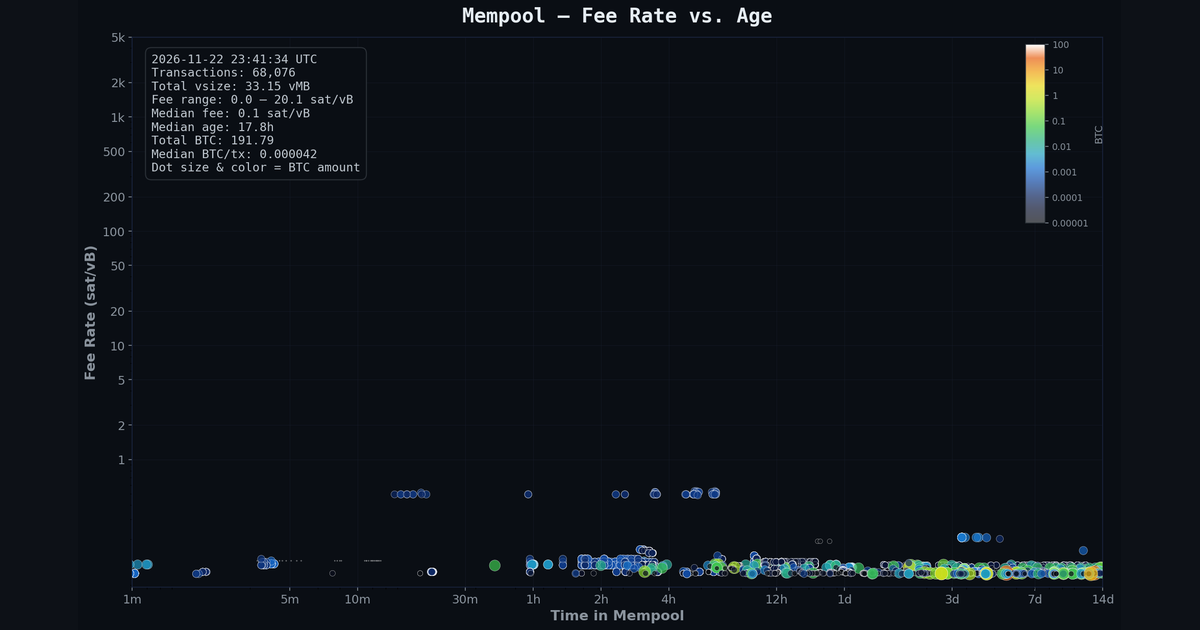 Mempool — Fee Rate vs. Age
2026-11-22 23:41:34 UTC
Transactions: 68,076
Total vsize: 33.15 vMB
Fee range: 0.0 – 20.1 sat/vB
Median fee: 0.1 sat/vB
Median age: 17.8h
Total BTC: 191.79
Median BTC/tx: 0.000042
Dot size & color = BTC amount
5k
2k
1k
500
200
100
50
20
10
5
2
1
Fee Rate (sat/vB)
100
10
1
0.1
0.01
0.001
0.0001
0.00001
BTC
1m 5m 10m 30m 1h 2h 4h 12h 1d 3d 7d 14d
Time in Mempool